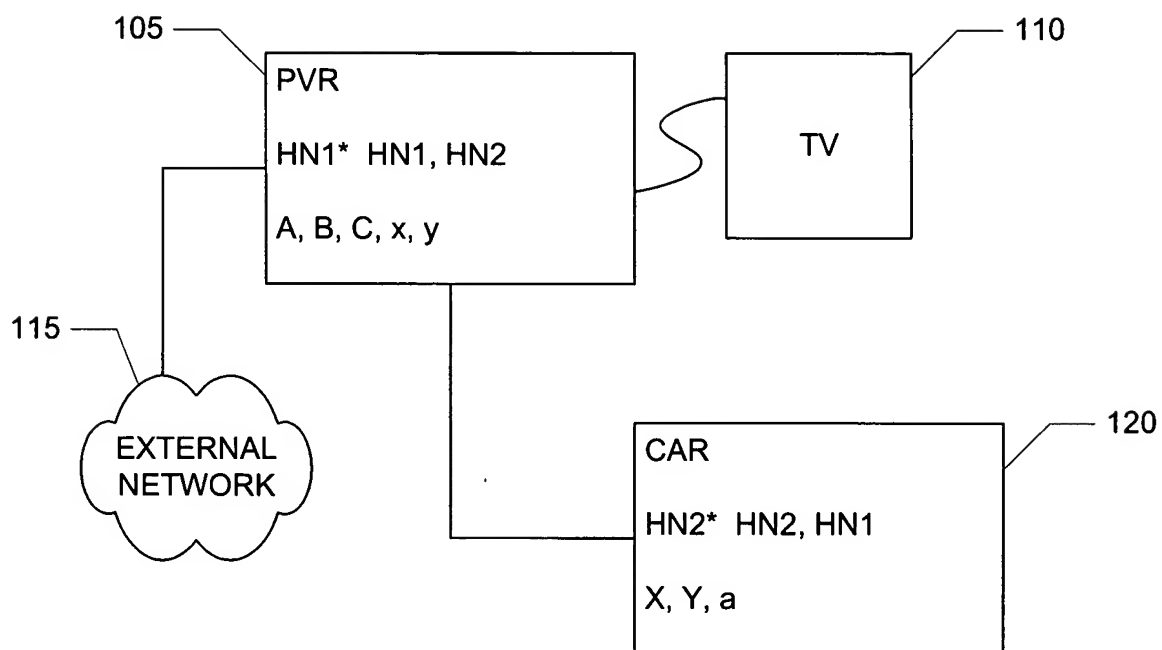 105
110
PVR
HN1* HN1, HN2
A, B, C, x, y
TV
115
EXTERNAL
NETWORK
120
CAR
HN2* HN2, HN1
X, Y, a